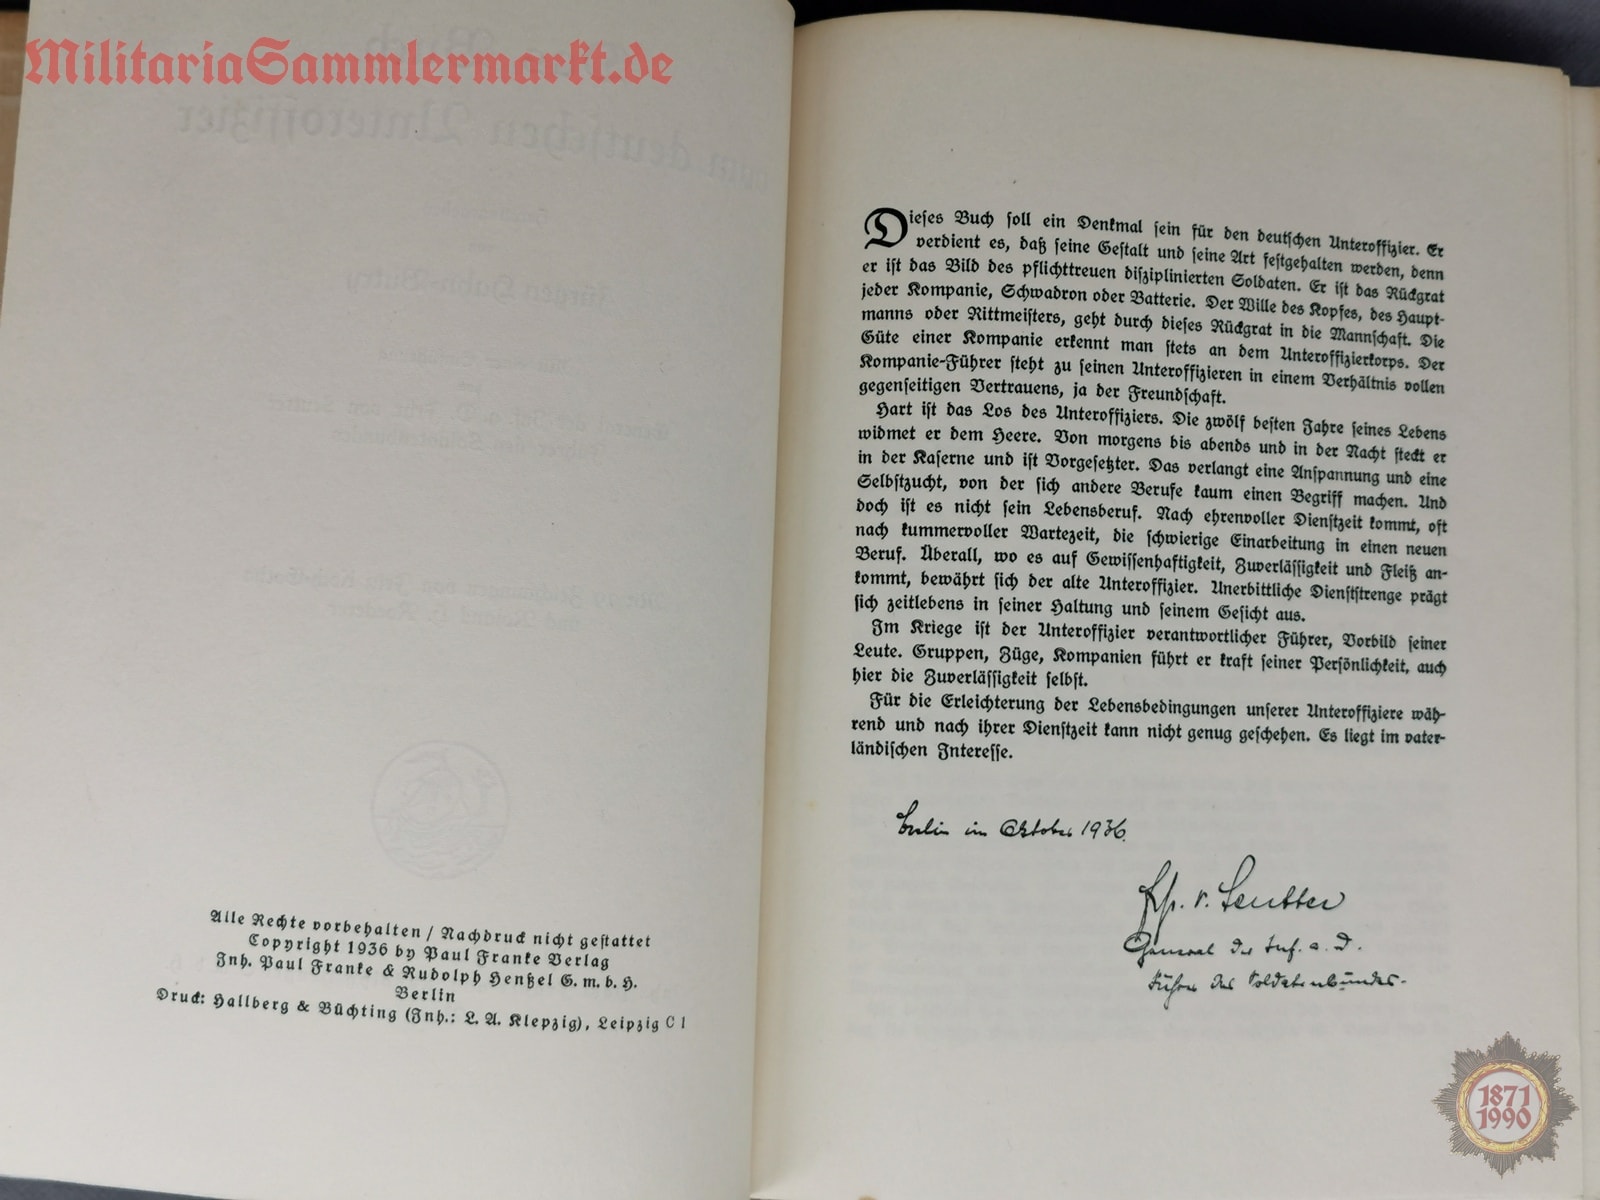 MilitariaSammlermarkt.de
Alle Rechte vorbehalten / Nachdruck nicht gestattet
Copyright 1936 by Paul Franke Verlag
Inh. Paul Franke & Rudolph Henßel G. m. b. H.
Berlin
Druck: Hallberg & Büchting (Inh.: L. A. Klepzig), Leipzig C 1
Dieses Buch soll ein Denkmal sein für den deutschen Unteroffizier. Er
verdient es, daß seine Gestalt und seine Art festgehalten werden, denn
er ist das Bild des pflichttreuen disziplinierten Soldaten. Er ist das Rückgrat
jeder Kompanie, Schwadron oder Batterie. Der Wille des Kopfes, des Haupt-
manns oder Rittmeisters, geht durch dieses Rückgrat in die Mannschaft. Die
Güte einer Kompanie erkennt man stets an dem Unteroffizierkorps. Der
Kompanie-Führer steht zu seinen Unteroffizieren in einem Verhältnis vollen
gegenseitigen Vertrauens, ja der Freundschaft.
Hart ist das Los des Unteroffiziers. Die zwölf besten Jahre seines Lebens
widmet er dem Heere. Von morgens bis abends und in der Nacht steckt er
in der Kaserne und ist Vorgesetzter. Das verlangt eine Anspannung und eine
Selbstzucht, von der sich andere Berufe kaum einen Begriff machen. Und
doch ist es nicht sein Lebensberuf. Nach ehrenvoller Dienstzeit kommt, oft
nach kummervoller Wartezeit, die schwierige Einarbeitung in einen neuen
Beruf. Überall, wo es auf Gewissenhaftigkeit, Zuverlässigkeit und Fleiß an-
kommt, bewährt sich der alte Unteroffizier. Unerbittliche Dienststrenge prägt
sich zeitlebens in seiner Haltung und seinem Gesicht aus.
Im Kriege ist der Unteroffizier verantwortlicher Führer, Vorbild seiner
Leute. Gruppen, Züge, Kompanien führt er kraft seiner Persönlichkeit, auch
hier die Zuverlässigkeit selbst.
Für die Erleichterung der Lebensbedingungen unserer Unteroffiziere wäh-
rend und nach ihrer Dienstzeit kann nicht genug geschehen. Es liegt im vater-
ländischen Interesse.
Berlin im Oktober 1936.
v. Seutter
General der Inf. a. D.
Führer des Soldatenbundes.
1871
1990